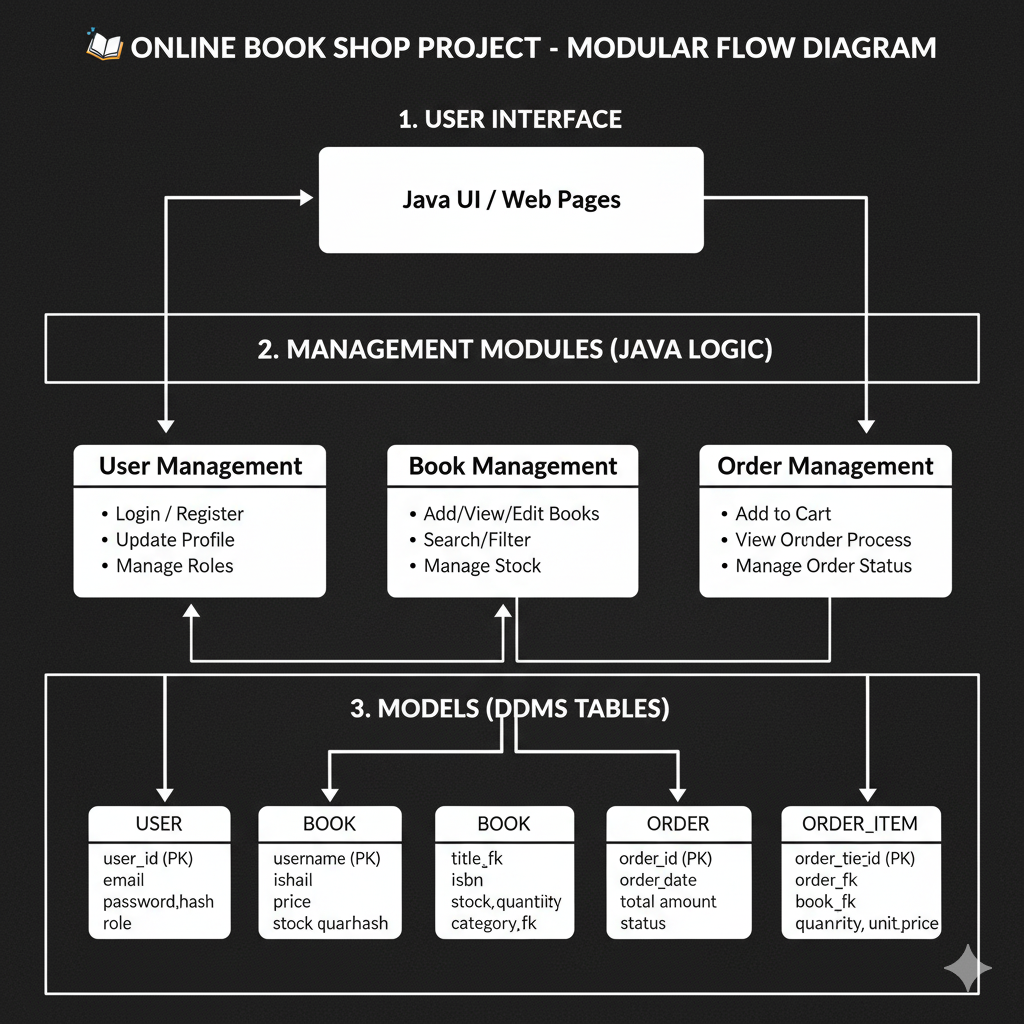 ONLINE BOOK SHOP PROJECT - MODULAR FLOW DIAGRAM
1. USER INTERFACE
Java UI / Web Pages
2. MANAGEMENT MODULES (JAVA LOGIC)
User Management
• Login / Register
• Update Profile
• Manage Roles
Book Management
• Add/View/Edit Books
• Search/Filter
• Manage Stock
Order Management
• Add to Cart
• View Ornder Process
• Manage Order Status
3. MODELS (DDMS TABLES)
USER
user_id (PK)
email
password,hash
role
BOOK
username (PK)
ishail
price
stock quarhash
BOOK
title_fk
isbn
stock,quantiity
category,fk
ORDER
order_id (PK)
order_date
total amount
status
ORDER_ITEM
order_tie-id (PK)
order_fk
book_fk
quanrity, unit.price